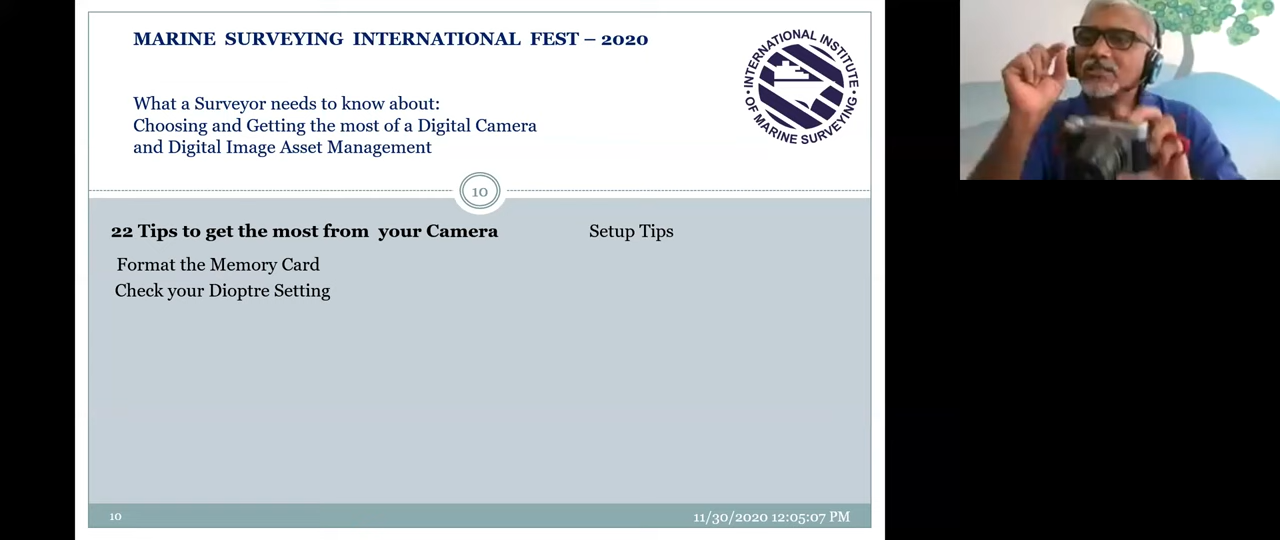 MARINE SURVEYING INTERNATIONAL FEST – 2020
INTERNATIONAL INSTITUTE
• OF MARINE SURVEYING •
What a Surveyor needs to know about:
Choosing and Getting the most of a Digital Camera
and Digital Image Asset Management
10
22 Tips to get the most from your Camera
Setup Tips
Format the Memory Card
Check your Dioptre Setting
10
11/30/2020 12:05:07 PM